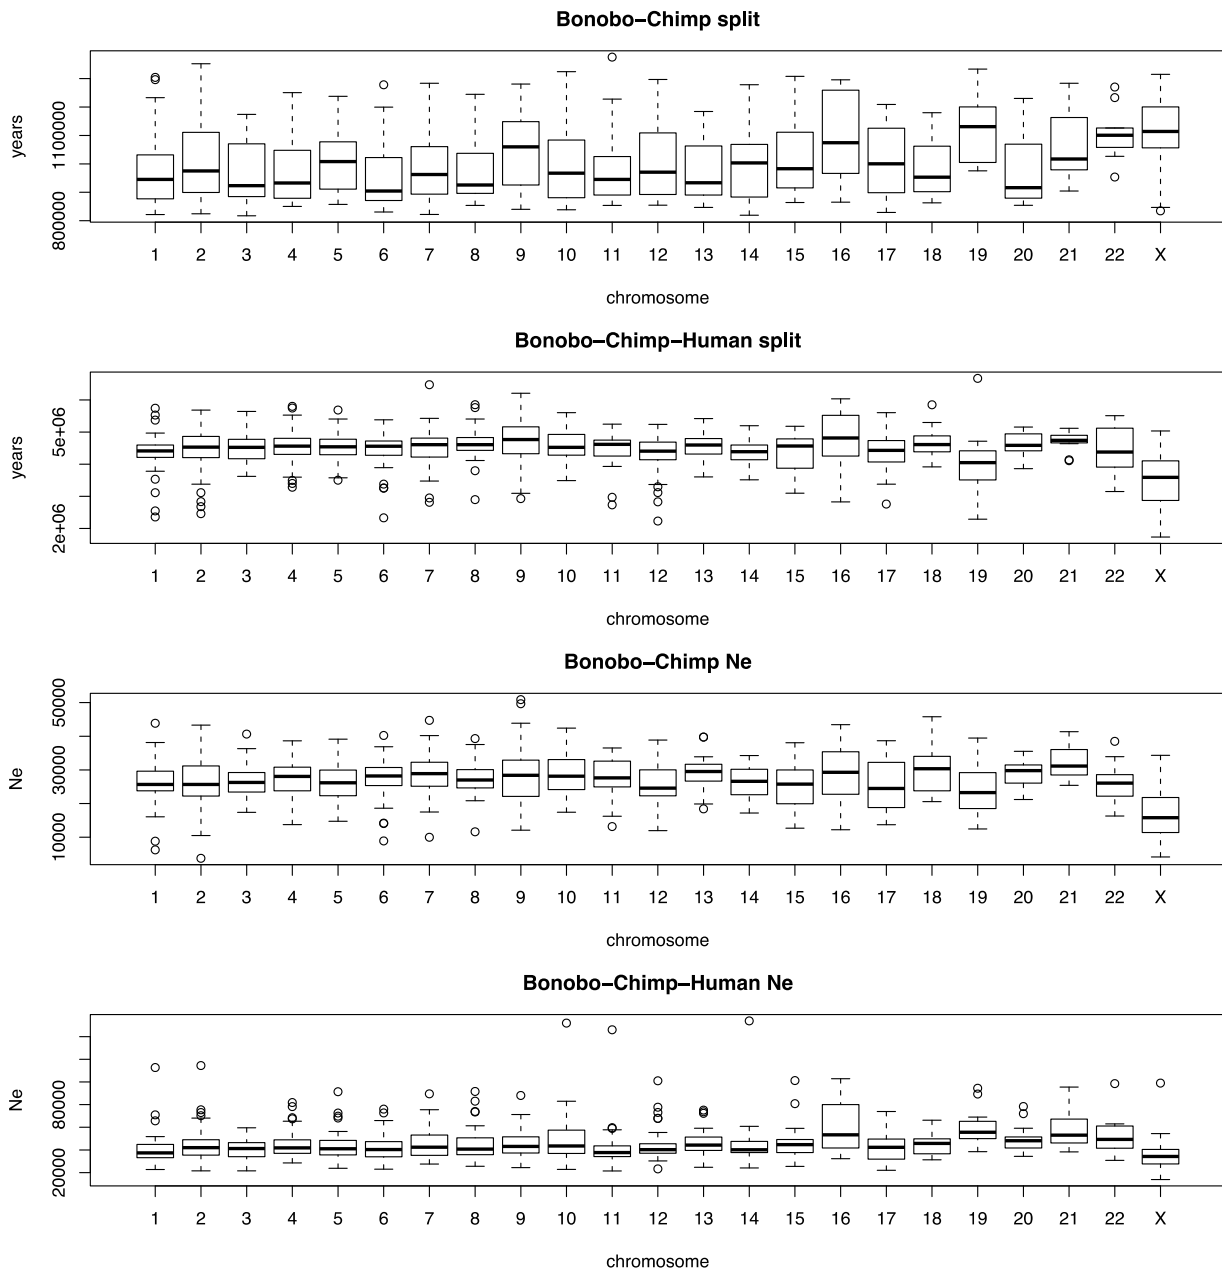 Bonobo–Chimp split
years
1100000
800000
1 2 3 4 5 6 7 8 9 10 11 12 13 14 15 16 17 18 19 20 21 22 X
chromosome
Bonobo–Chimp–Human split
years
5e+06
2e+06
1 2 3 4 5 6 7 8 9 10 11 12 13 14 15 16 17 18 19 20 21 22 X
chromosome
Bonobo–Chimp Ne
Ne
50000
30000
10000
1 2 3 4 5 6 7 8 9 10 11 12 13 14 15 16 17 18 19 20 21 22 X
chromosome
Bonobo–Chimp–Human Ne
Ne
80000
20000
1 2 3 4 5 6 7 8 9 10 11 12 13 14 15 16 17 18 19 20 21 22 X
chromosome